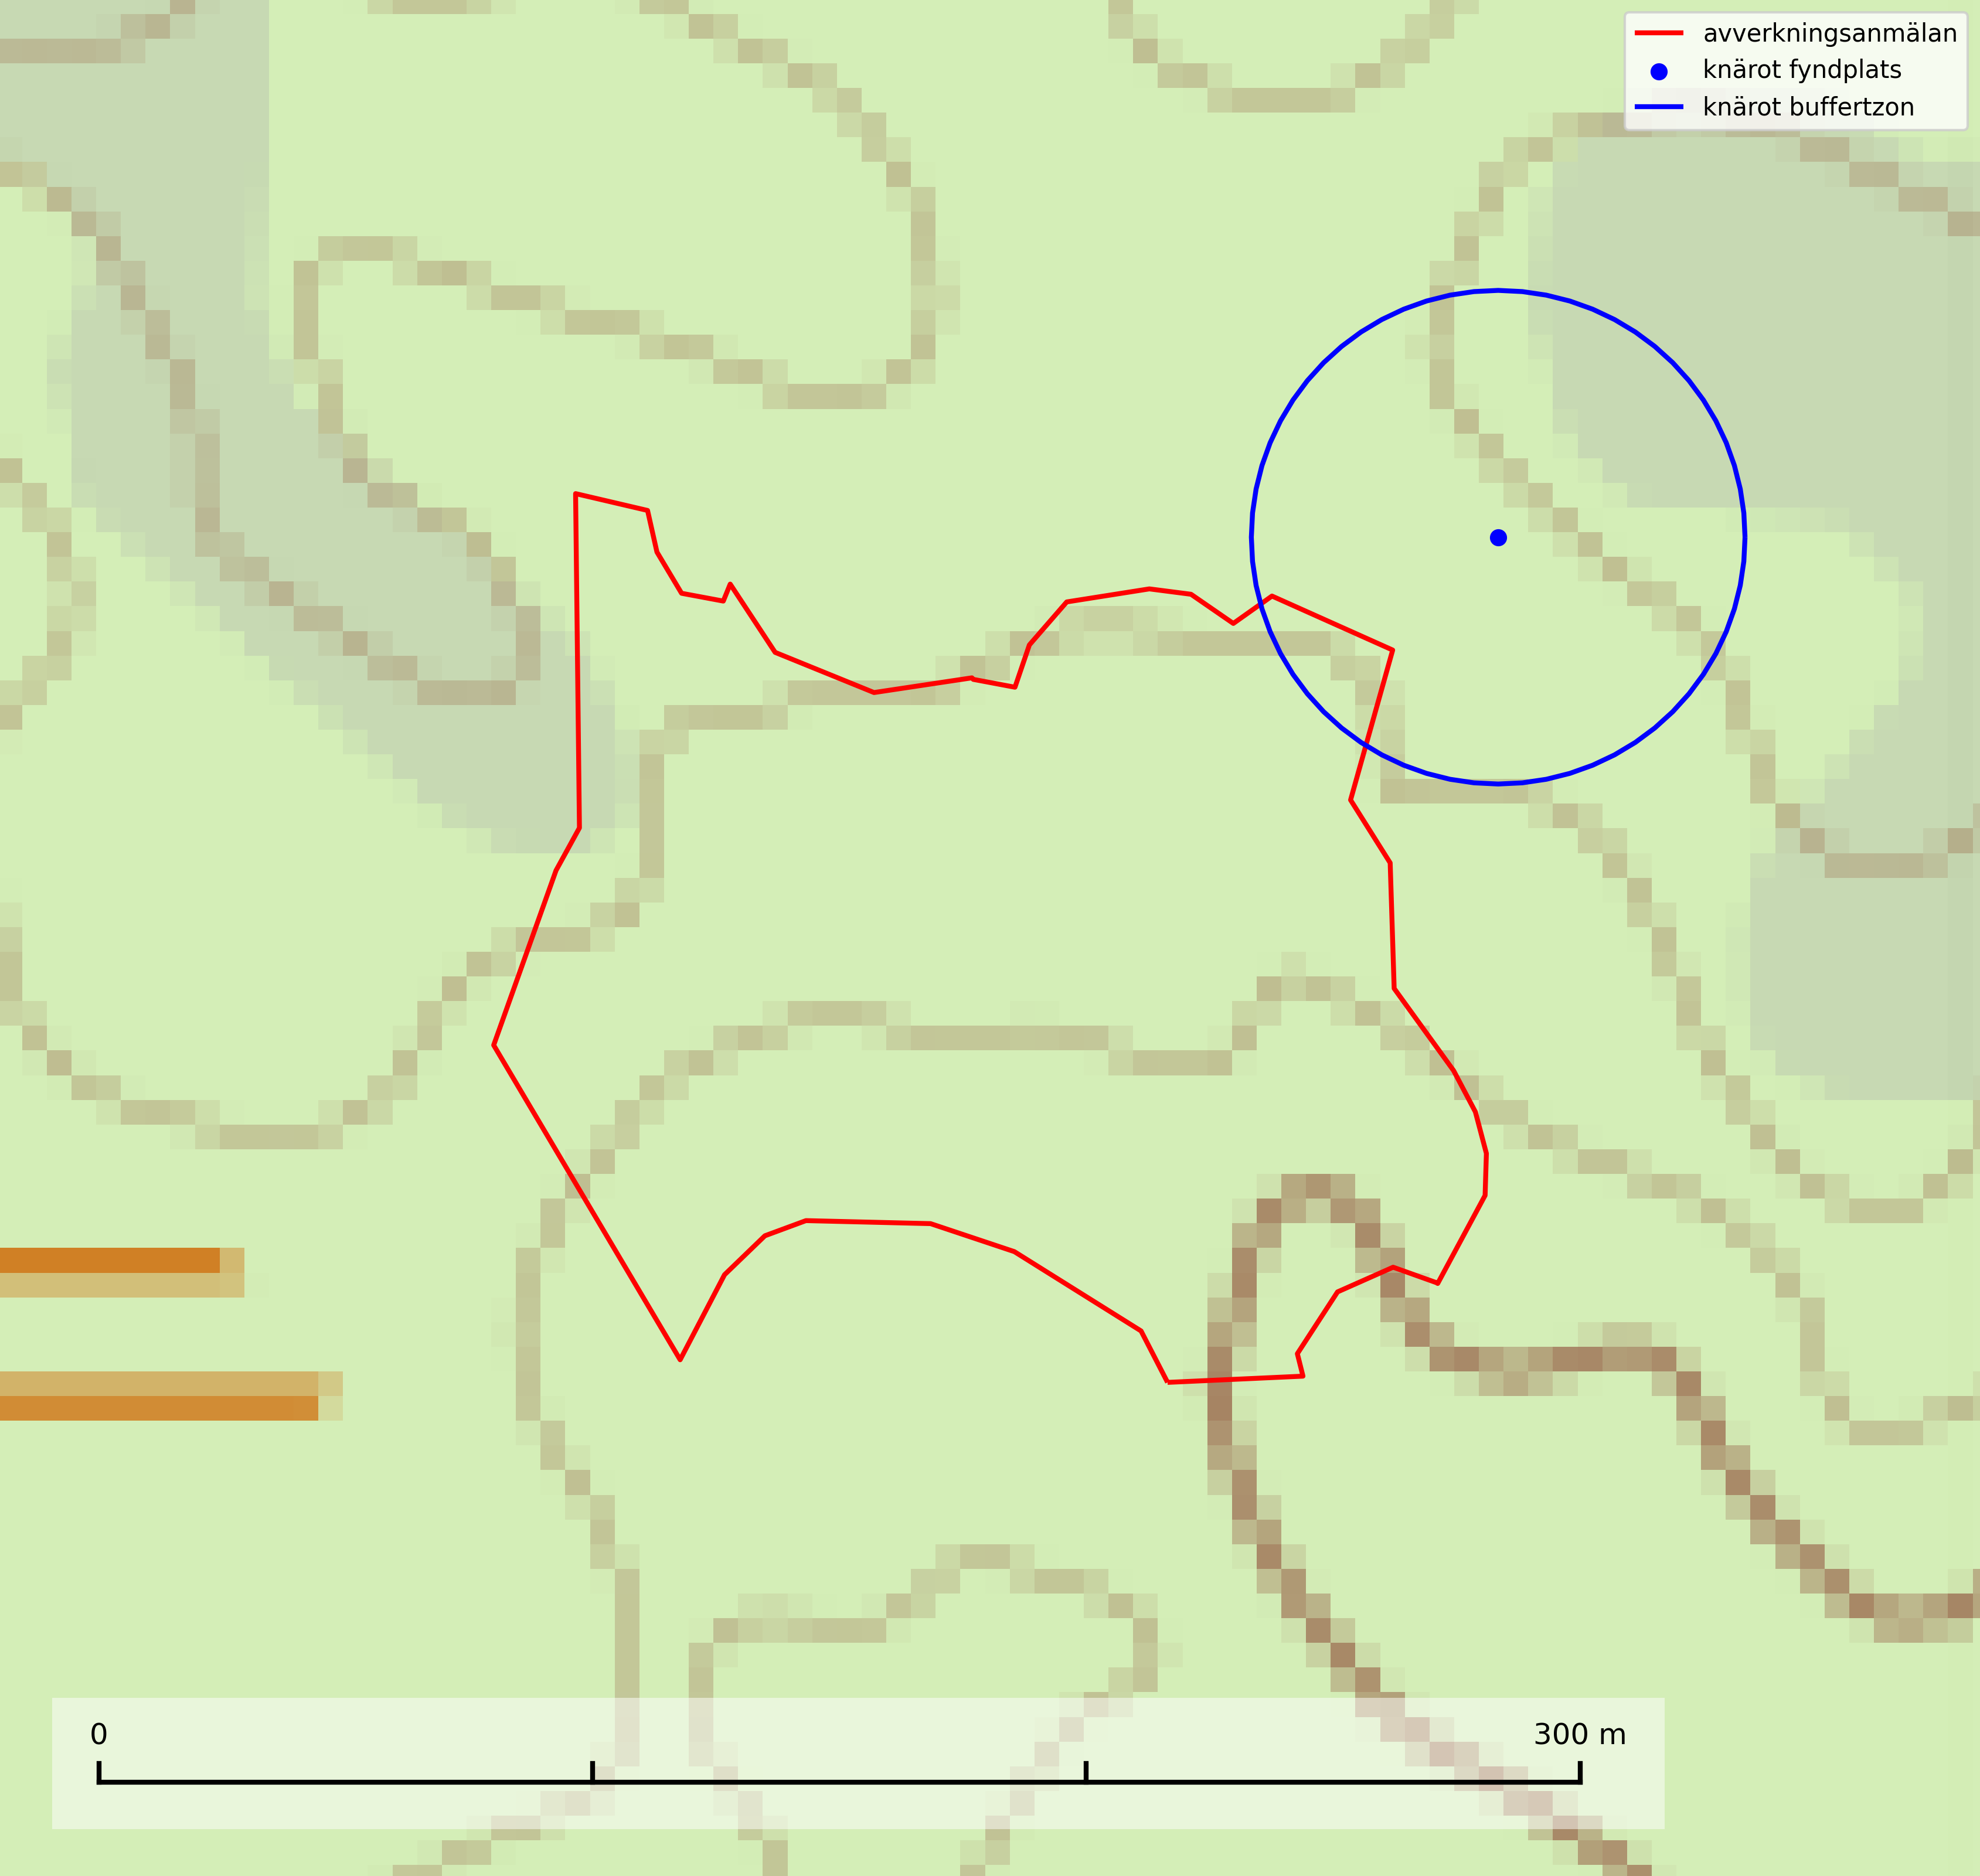 avverkningsanmälan
knärot fyndplats
knärot buffertzon
0 300 m